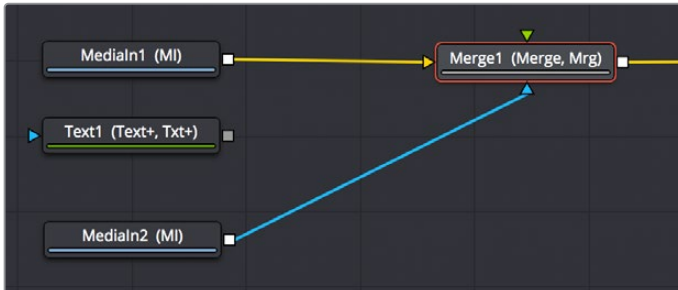 MediaIn1 (MI)
Merge1 (Merge, Mrg)
Text1 (Text+, Txt+)
MediaIn2 (MI)